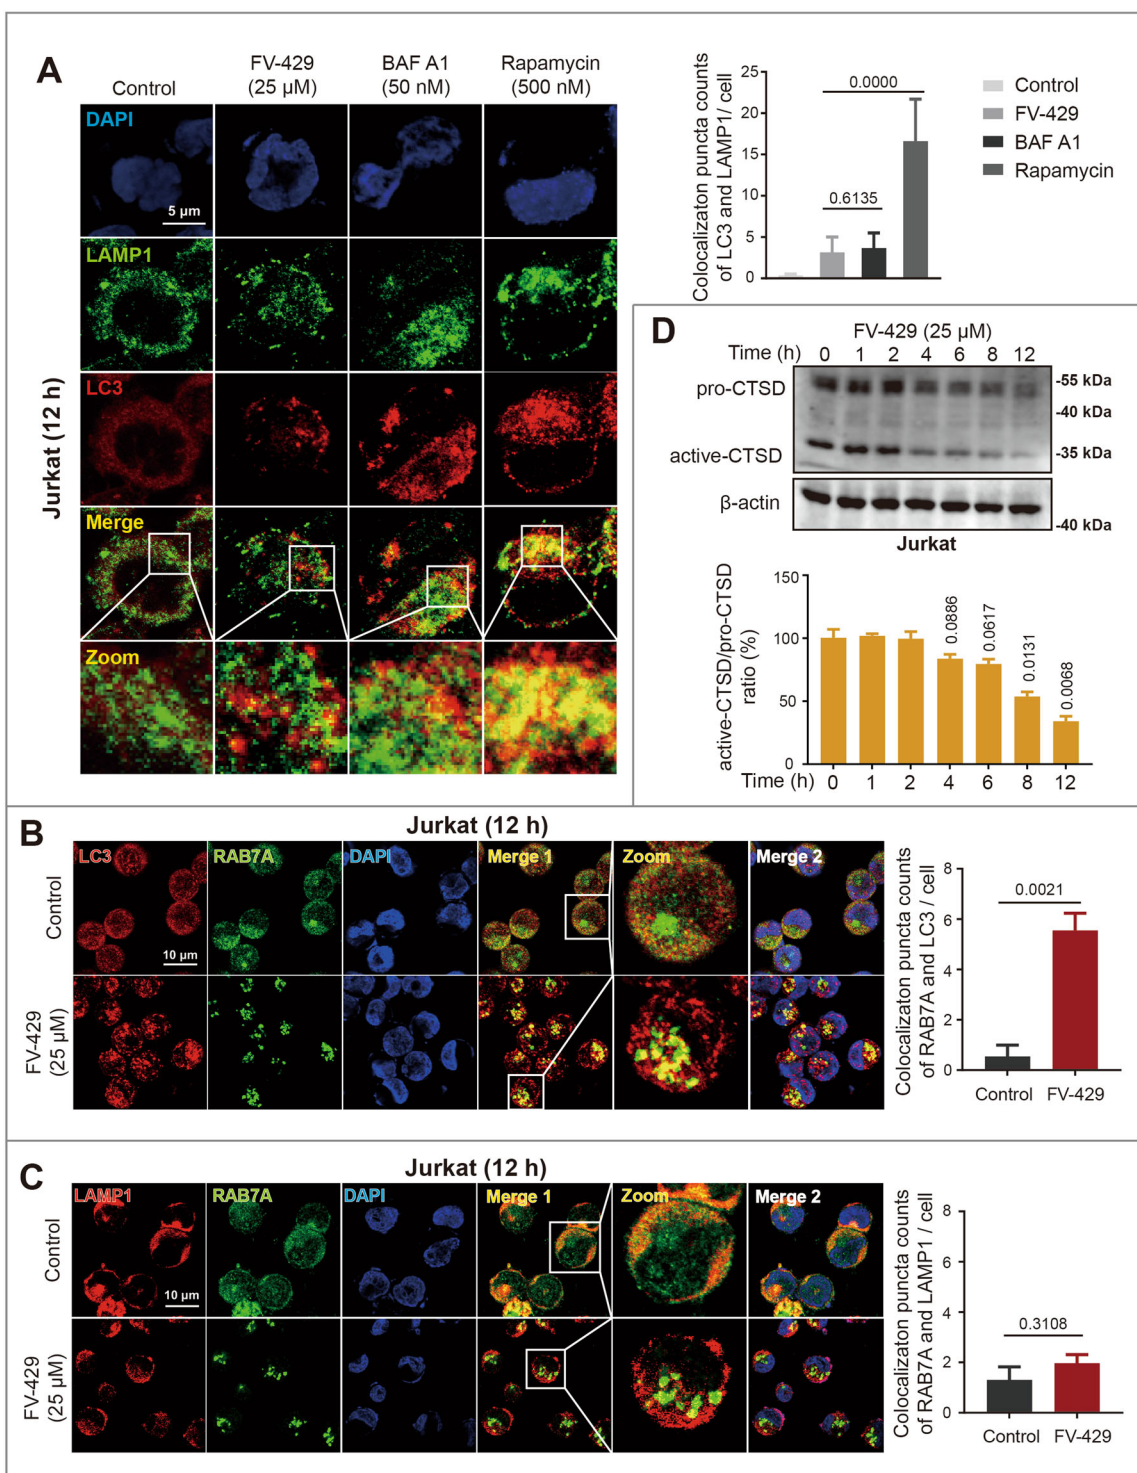 A
Control
FV-429
(25 μM)
BAF A1
(50 nM)
Rapamycin
(500 nM)
Jurkat (12 h)
DAPI
5 μm
LAMP1
LC3
Merge
Zoom
Colocalizaton puncta counts
of LC3 and LAMP1/ cell
25
20
15
10
5
0
0.0000
0.6135
Control
FV-429
BAF A1
Rapamycin
D
FV-429 (25 μM)
Time (h) 0 1 2 4 6 8 12
pro-CTSD
-55 kDa
-40 kDa
active-CTSD
-35 kDa
β-actin
-40 kDa
Jurkat
active-CTSD/pro-CTSD
ratio (%)
150
100
50
0
0.0886
0.0617
0.0131
0.0068
Time (h) 0 1 2 4 6 8 12
B
Jurkat (12 h)
LC3 RAB7A DAPI Merge 1 Zoom Merge 2
Control
10 μm
FV-429
(25 μM)
Colocalizaton puncta counts
of RAB7A and LC3 / cell
8
6
4
2
0
0.0021
Control FV-429
C
Jurkat (12 h)
LAMP1 RAB7A DAPI Merge 1 Zoom Merge 2
Control
10 μm
FV-429
(25 μM)
Colocalizaton puncta counts
of RAB7A and LAMP1 / cell
8
6
4
2
0
0.3108
Control FV-429